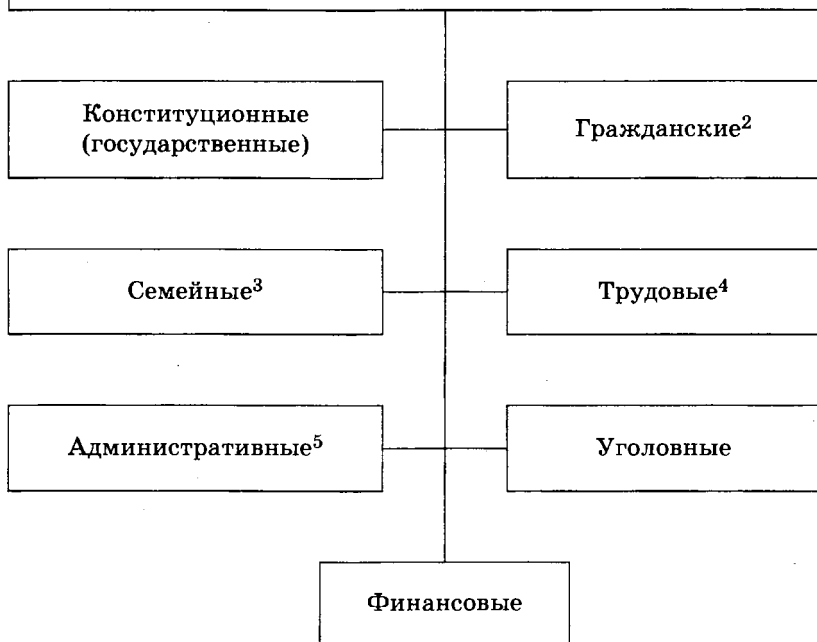 Конституционные
(государственные)
Гражданские²
Семейные³
Трудовые⁴
Административные⁵
Уголовные
Финансовые